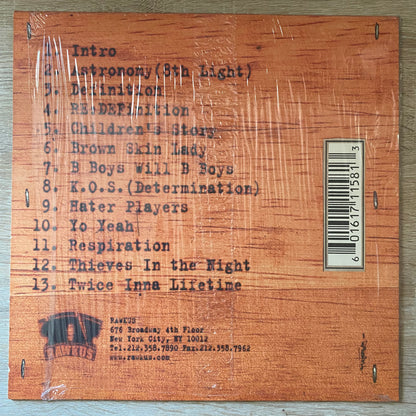 1. Intro
2. Astronomy(8th Light)
3. Definition
4. RE:DEFinition
5. Children's Story
6. Brown Skin Lady
7. B Boys Will B Boys
8. K.O.S.(Determination)
9. Hater Players
10. Yo Yeah
11. Respiration
12. Thieves In the Night
13. Twice Inna Lifetime
6 01617 11581 3
RAWKUS
RAWKUS
676 Broadway 4th Floor
New York City, NY 10012
Tel.212.358.7890 Fax.212.358.7962
www.rawkus.com